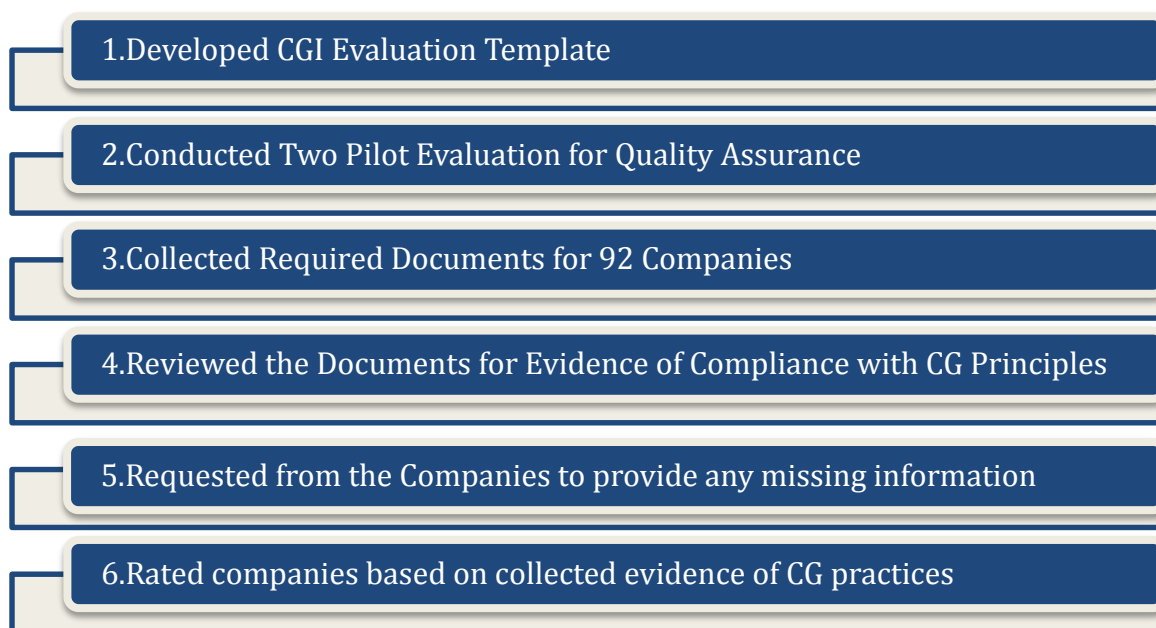 1.Developed CGI Evaluation Template
2.Conducted Two Pilot Evaluation for Quality Assurance
3.Collected Required Documents for 92 Companies
4.Reviewed the Documents for Evidence of Compliance with CG Principles
5.Requested from the Companies to provide any missing information
6.Rated companies based on collected evidence of CG practices